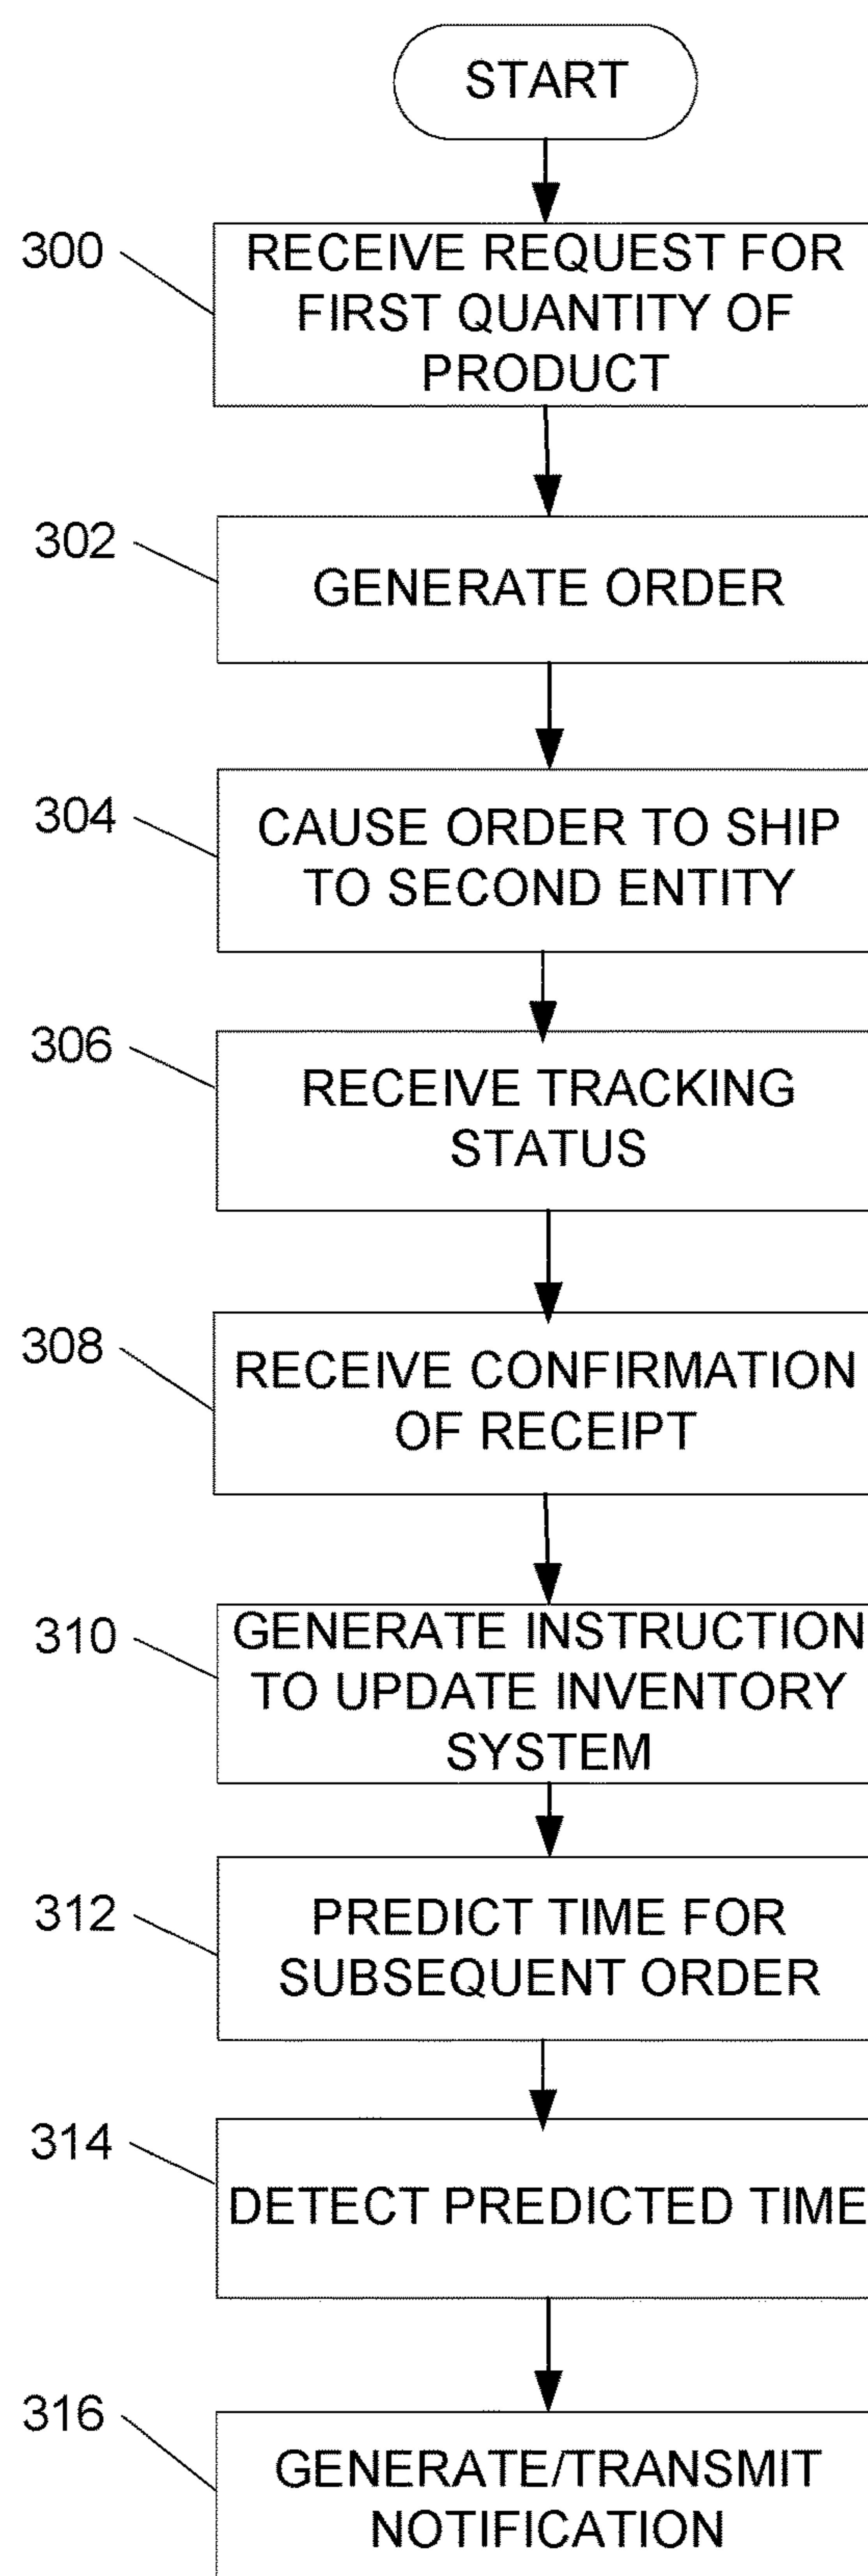 START
300
RECEIVE REQUEST FOR
FIRST QUANTITY OF
PRODUCT
302
GENERATE ORDER
304
CAUSE ORDER TO SHIP
TO SECOND ENTITY
306
RECEIVE TRACKING
STATUS
308
RECEIVE CONFIRMATION
OF RECEIPT
310
GENERATE INSTRUCTION
TO UPDATE INVENTORY
SYSTEM
312
PREDICT TIME FOR
SUBSEQUENT ORDER
314
DETECT PREDICTED TIME
316
GENERATE/TRANSMIT
NOTIFICATION